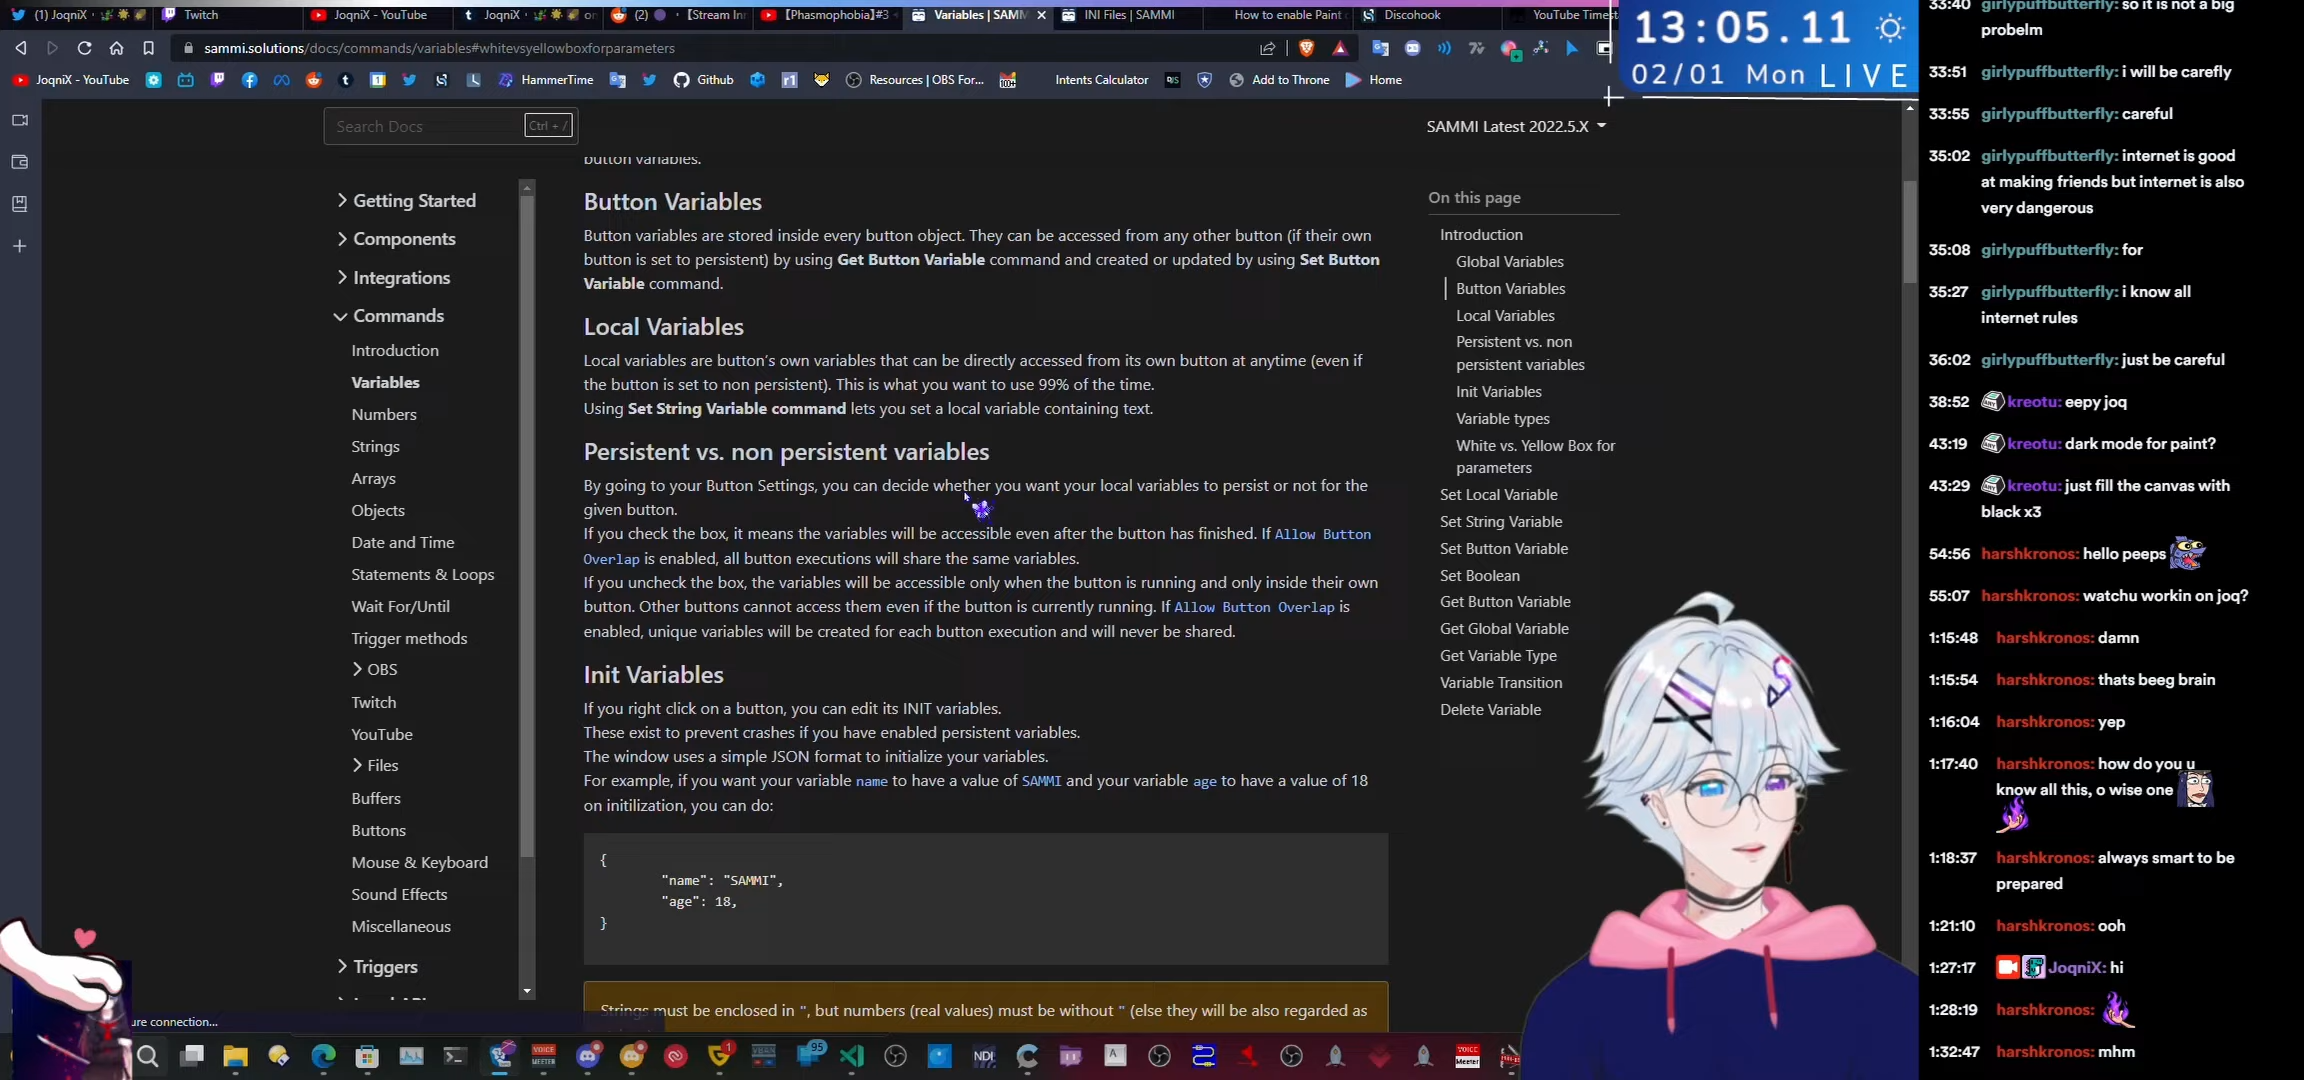 (1) JoqniX ·
Twitch
JoqniX - YouTube
JoqniX · on
(2)
[Stream In
【Phasmophobia】#3
Variables | SAMM
INI Files | SAMMI
How to enable Paint
Discohook
YouTube Timest
sammi.solutions/docs/commands/variables#whitevsyellowboxforparameters
JoqniX - YouTube
HammerTime
Github
Resources | OBS For...
Intents Calculator
Add to Throne
Home
13:05.11
02/01 Mon LIVE
Search Docs
Ctrl + /
SAMMI Latest 2022.5.X
Getting Started
Components
Integrations
Commands
Introduction
Variables
Numbers
Strings
Arrays
Objects
Date and Time
Statements & Loops
Wait For/Until
Trigger methods
OBS
Twitch
YouTube
Files
Buffers
Buttons
Mouse & Keyboard
Sound Effects
Miscellaneous
Triggers
button variables.
Button Variables
Button variables are stored inside every button object. They can be accessed from any other button (if their own
button is set to persistent) by using Get Button Variable command and created or updated by using Set Button
Variable command.
Local Variables
Local variables are button's own variables that can be directly accessed from its own button at anytime (even if
the button is set to non persistent). This is what you want to use 99% of the time.
Using Set String Variable command lets you set a local variable containing text.
Persistent vs. non persistent variables
By going to your Button Settings, you can decide whether you want your local variables to persist or not for the
given button.
If you check the box, it means the variables will be accessible even after the button has finished. If Allow Button
Overlap is enabled, all button executions will share the same variables.
If you uncheck the box, the variables will be accessible only when the button is running and only inside their own
button. Other buttons cannot access them even if the button is currently running. If Allow Button Overlap is
enabled, unique variables will be created for each button execution and will never be shared.
Init Variables
If you right click on a button, you can edit its INIT variables.
These exist to prevent crashes if you have enabled persistent variables.
The window uses a simple JSON format to initialize your variables.
For example, if you want your variable name to have a value of SAMMI and your variable age to have a value of 18
on initilization, you can do:
{
"name": "SAMMI",
"age": 18,
}
Strings must be enclosed in ", but numbers (real values) must be without " (else they will be also regarded as
On this page
Introduction
Global Variables
Button Variables
Local Variables
Persistent vs. non
persistent variables
Init Variables
Variable types
White vs. Yellow Box for
parameters
Set Local Variable
Set String Variable
Set Button Variable
Set Boolean
Get Button Variable
Get Global Variable
Get Variable Type
Variable Transition
Delete Variable
33:40 girlypuffbutterfly: so it is not a big
probelm
33:51 girlypuffbutterfly: i will be carefly
33:55 girlypuffbutterfly: careful
35:02 girlypuffbutterfly: internet is good
at making friends but internet is also
very dangerous
35:08 girlypuffbutterfly: for
35:27 girlypuffbutterfly: i know all
internet rules
36:02 girlypuffbutterfly: just be careful
38:52 kreotu: eepy joq
43:19 kreotu: dark mode for paint?
43:29 kreotu: just fill the canvas with
black x3
54:56 harshkronos: hello peeps
55:07 harshkronos: watchu workin on joq?
1:15:48 harshkronos: damn
1:15:54 harshkronos: thats beeg brain
1:16:04 harshkronos: yep
1:17:40 harshkronos: how do you u
know all this, o wise one
1:18:37 harshkronos: always smart to be
prepared
1:21:10 harshkronos: ooh
1:27:17 JoqniX: hi
1:28:19 harshkronos:
1:32:47 harshkronos: mhm
ure connection...
VOICE
MEETER
1
95
NDI
A
VOICE
Meeter